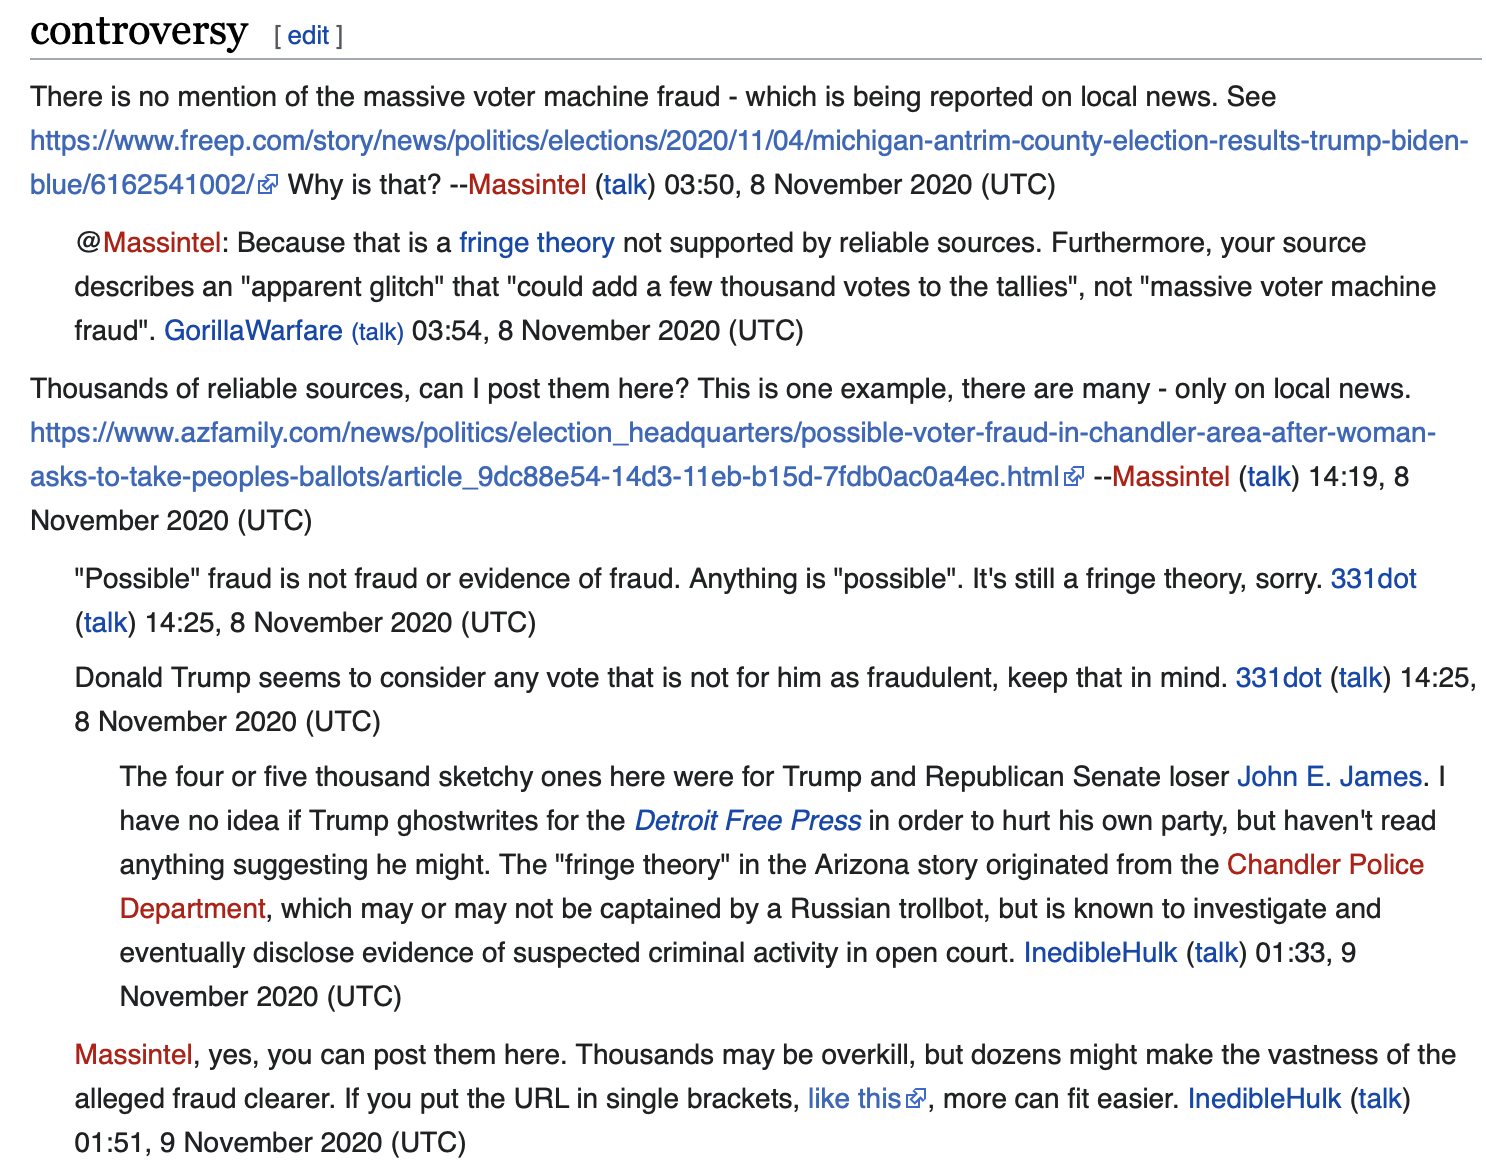 controversy [ edit ]
There is no mention of the massive voter machine fraud - which is being reported on local news. See
https://www.freep.com/story/news/politics/elections/2020/11/04/michigan-antrim-county-election-results-trump-biden-
blue/6162541002/ Why is that? --Massintel (talk) 03:50, 8 November 2020 (UTC)
@Massintel: Because that is a fringe theory not supported by reliable sources. Furthermore, your source
describes an "apparent glitch" that "could add a few thousand votes to the tallies", not "massive voter machine
fraud". GorillaWarfare (talk) 03:54, 8 November 2020 (UTC)
Thousands of reliable sources, can I post them here? This is one example, there are many - only on local news.
https://www.azfamily.com/news/politics/election_headquarters/possible-voter-fraud-in-chandler-area-after-woman-
asks-to-take-peoples-ballots/article_9dc88e54-14d3-11eb-b15d-7fdb0ac0a4ec.html --Massintel (talk) 14:19, 8
November 2020 (UTC)
"Possible" fraud is not fraud or evidence of fraud. Anything is "possible". It's still a fringe theory, sorry. 331dot
(talk) 14:25, 8 November 2020 (UTC)
Donald Trump seems to consider any vote that is not for him as fraudulent, keep that in mind. 331dot (talk) 14:25,
8 November 2020 (UTC)
The four or five thousand sketchy ones here were for Trump and Republican Senate loser John E. James. I
have no idea if Trump ghostwrites for the Detroit Free Press in order to hurt his own party, but haven't read
anything suggesting he might. The "fringe theory" in the Arizona story originated from the Chandler Police
Department, which may or may not be captained by a Russian trollbot, but is known to investigate and
eventually disclose evidence of suspected criminal activity in open court. InedibleHulk (talk) 01:33, 9
November 2020 (UTC)
Massintel, yes, you can post them here. Thousands may be overkill, but dozens might make the vastness of the
alleged fraud clearer. If you put the URL in single brackets, like this, more can fit easier. InedibleHulk (talk)
01:51, 9 November 2020 (UTC)